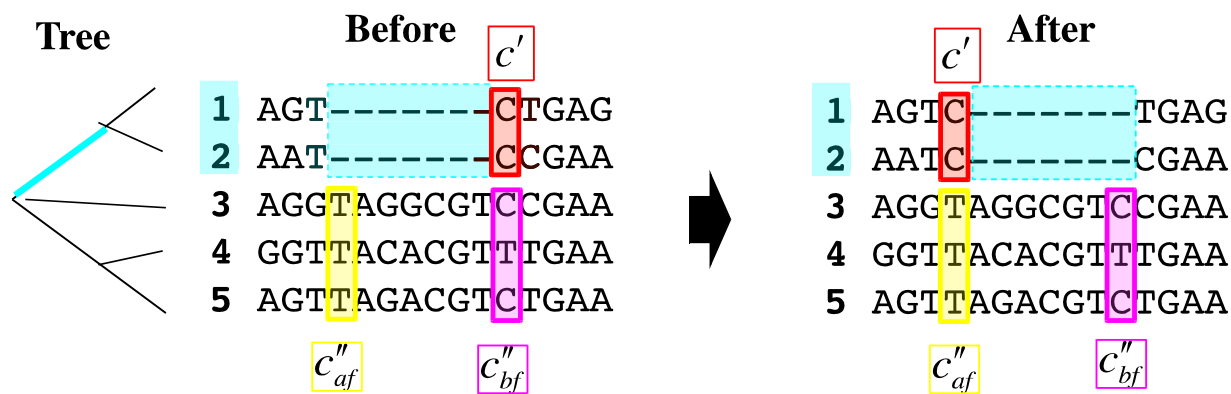 Tree Before After
c′ c′
1 AGT-------CTGAG 1 AGTC-------TGAG
2 AAT-------CCGAA 2 AATC-------CGAA
3 AGGTAGGCGTCCGAA 3 AGGTAGGCGTCCGAA
4 GGTTACACGTTTGAA 4 GGTTACACGTTTGAA
5 AGTTAGACGTCTGAA 5 AGTTAGACGTCTGAA
c″af c″bf c″af c″bf